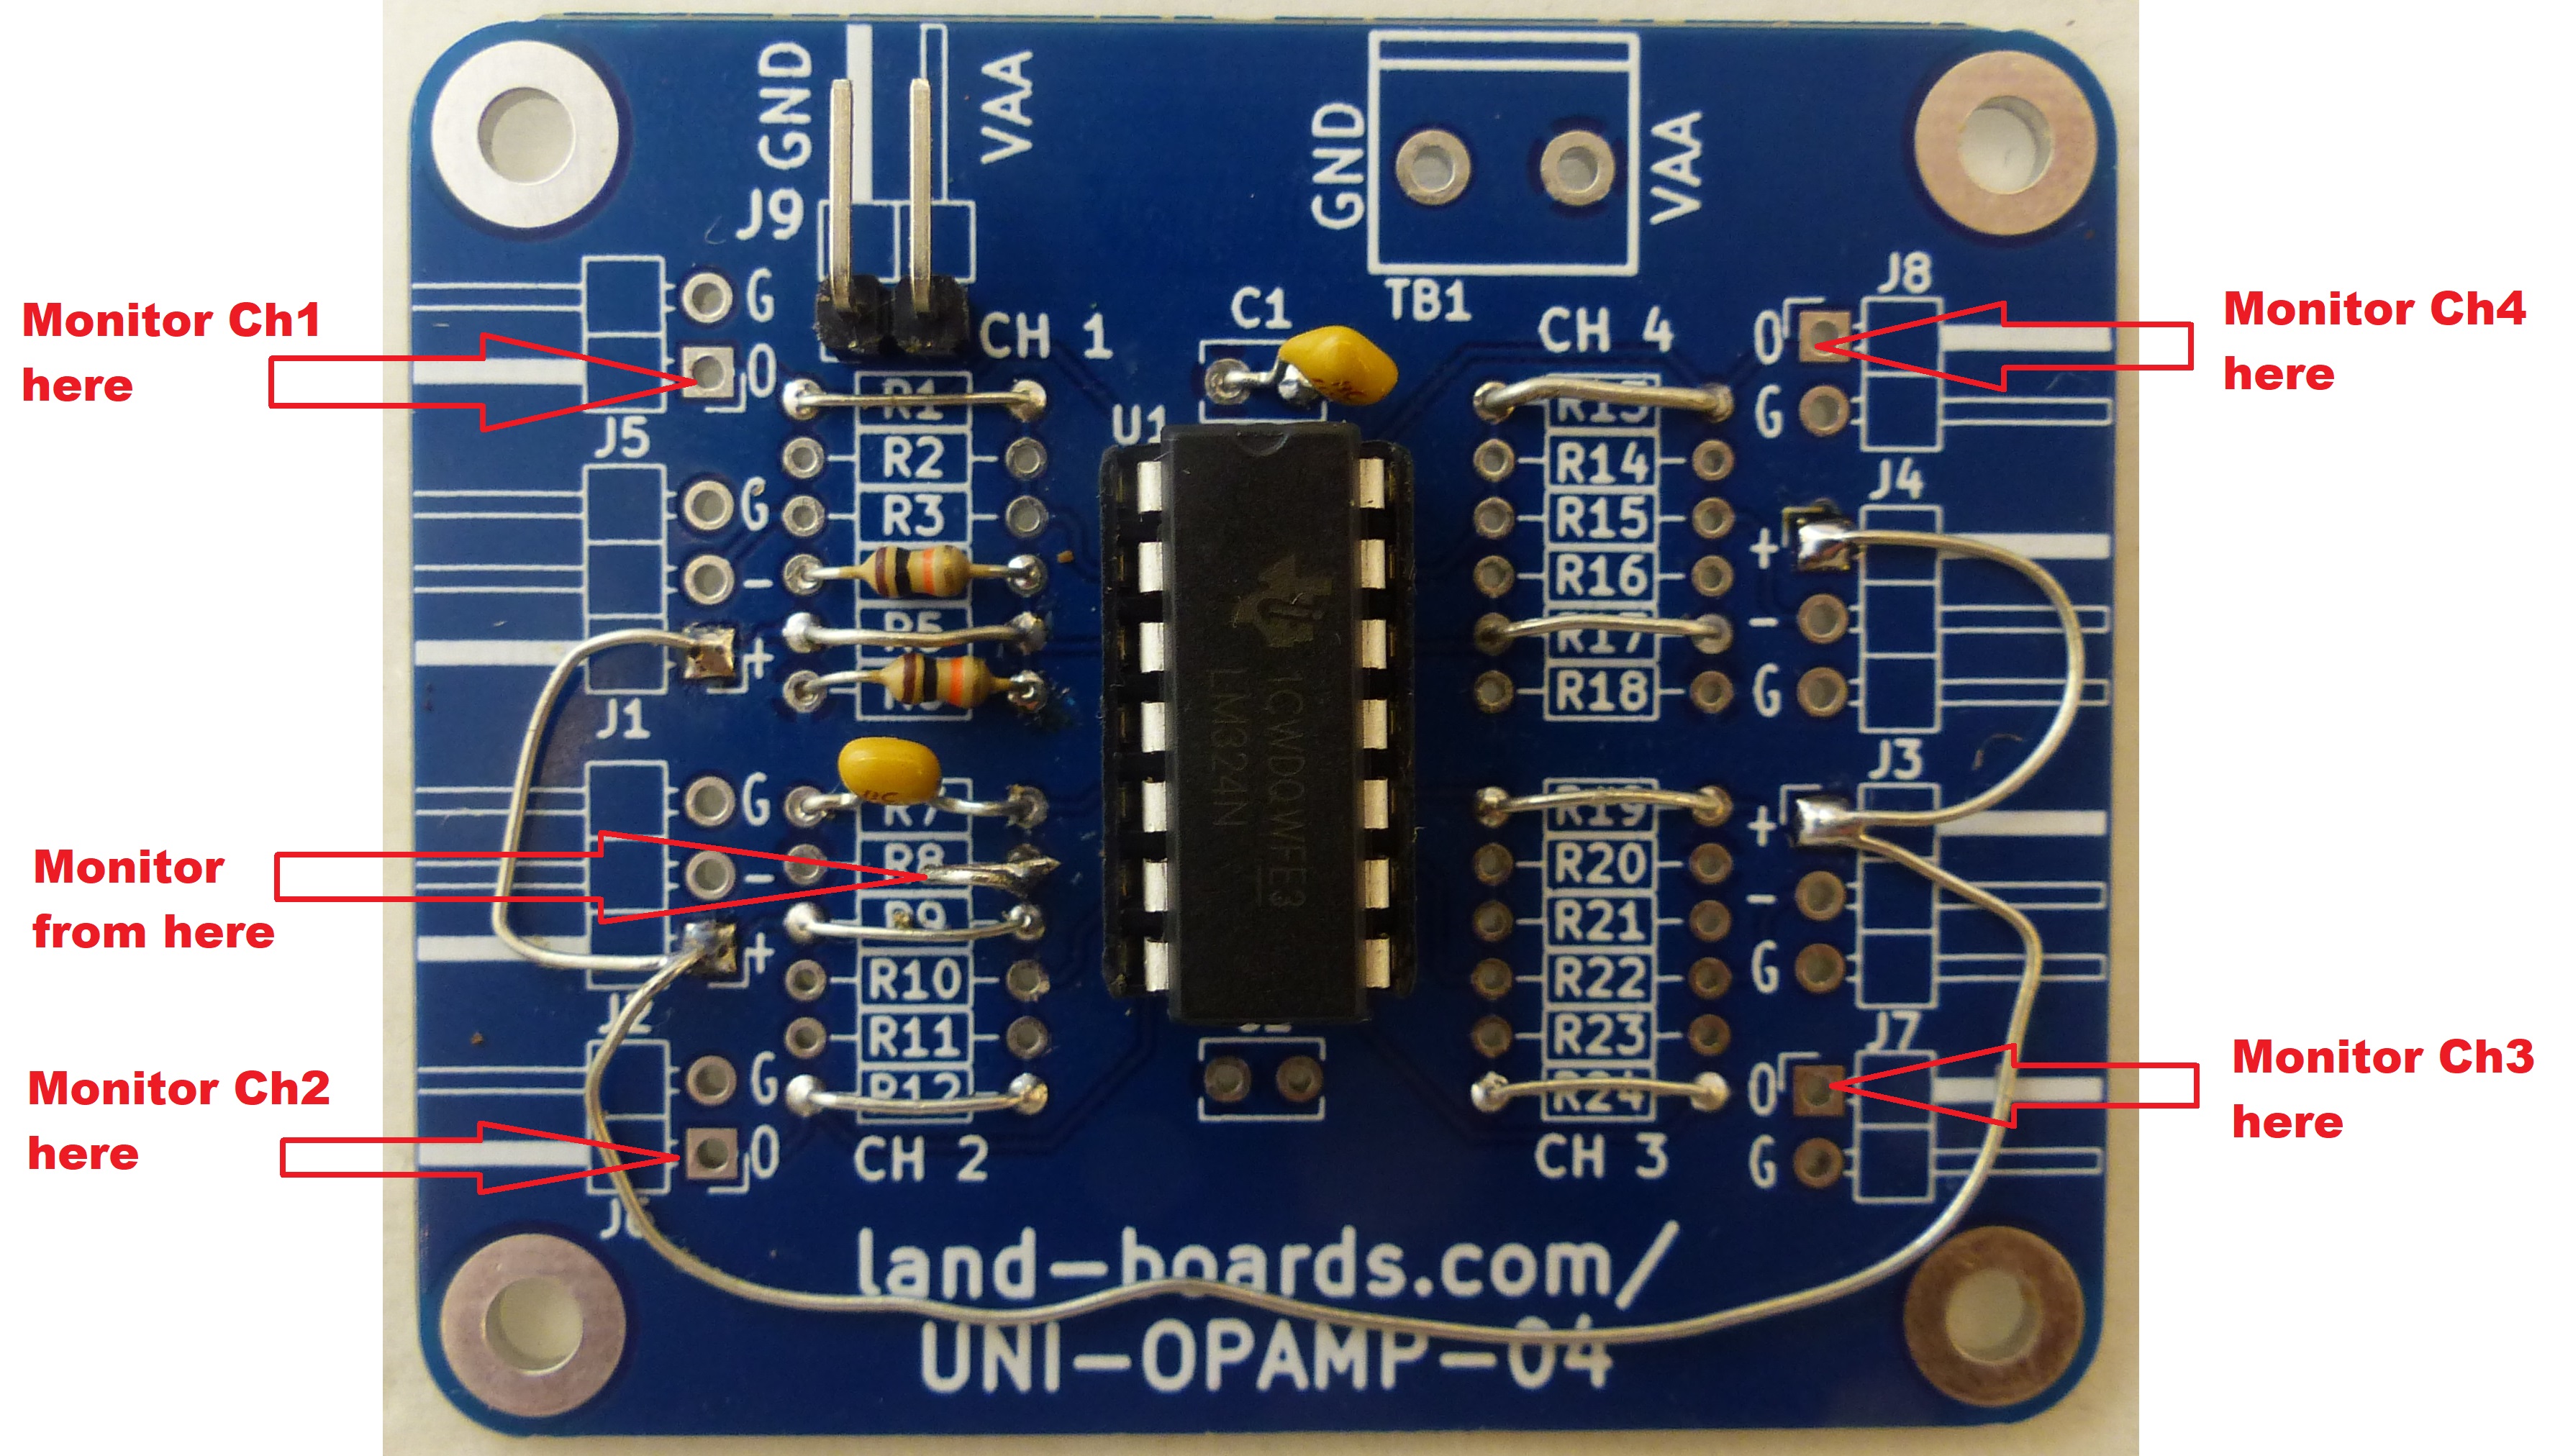 GND
VAA
J9
GND
VAA
TB1
Monitor Ch1
here
G
O
J5
CH 1
C1
CH 4
J8
O
G
Monitor Ch4
here
R1
R2
R3
R5
U1
R14
R15
R16
R17
R18
J4
+
-
G
G
-
+
J1
1CWDQWFE3
LM324N
Monitor
from here
G
-
+
R7
R8
R9
R10
R11
R12
CH 2
R19
R20
R21
R22
R23
R24
CH 3
J3
+
-
G
J7
O
G
J2
Monitor Ch2
here
G
O
Monitor Ch3
here
land-boards.com/
UNI-OPAMP-04